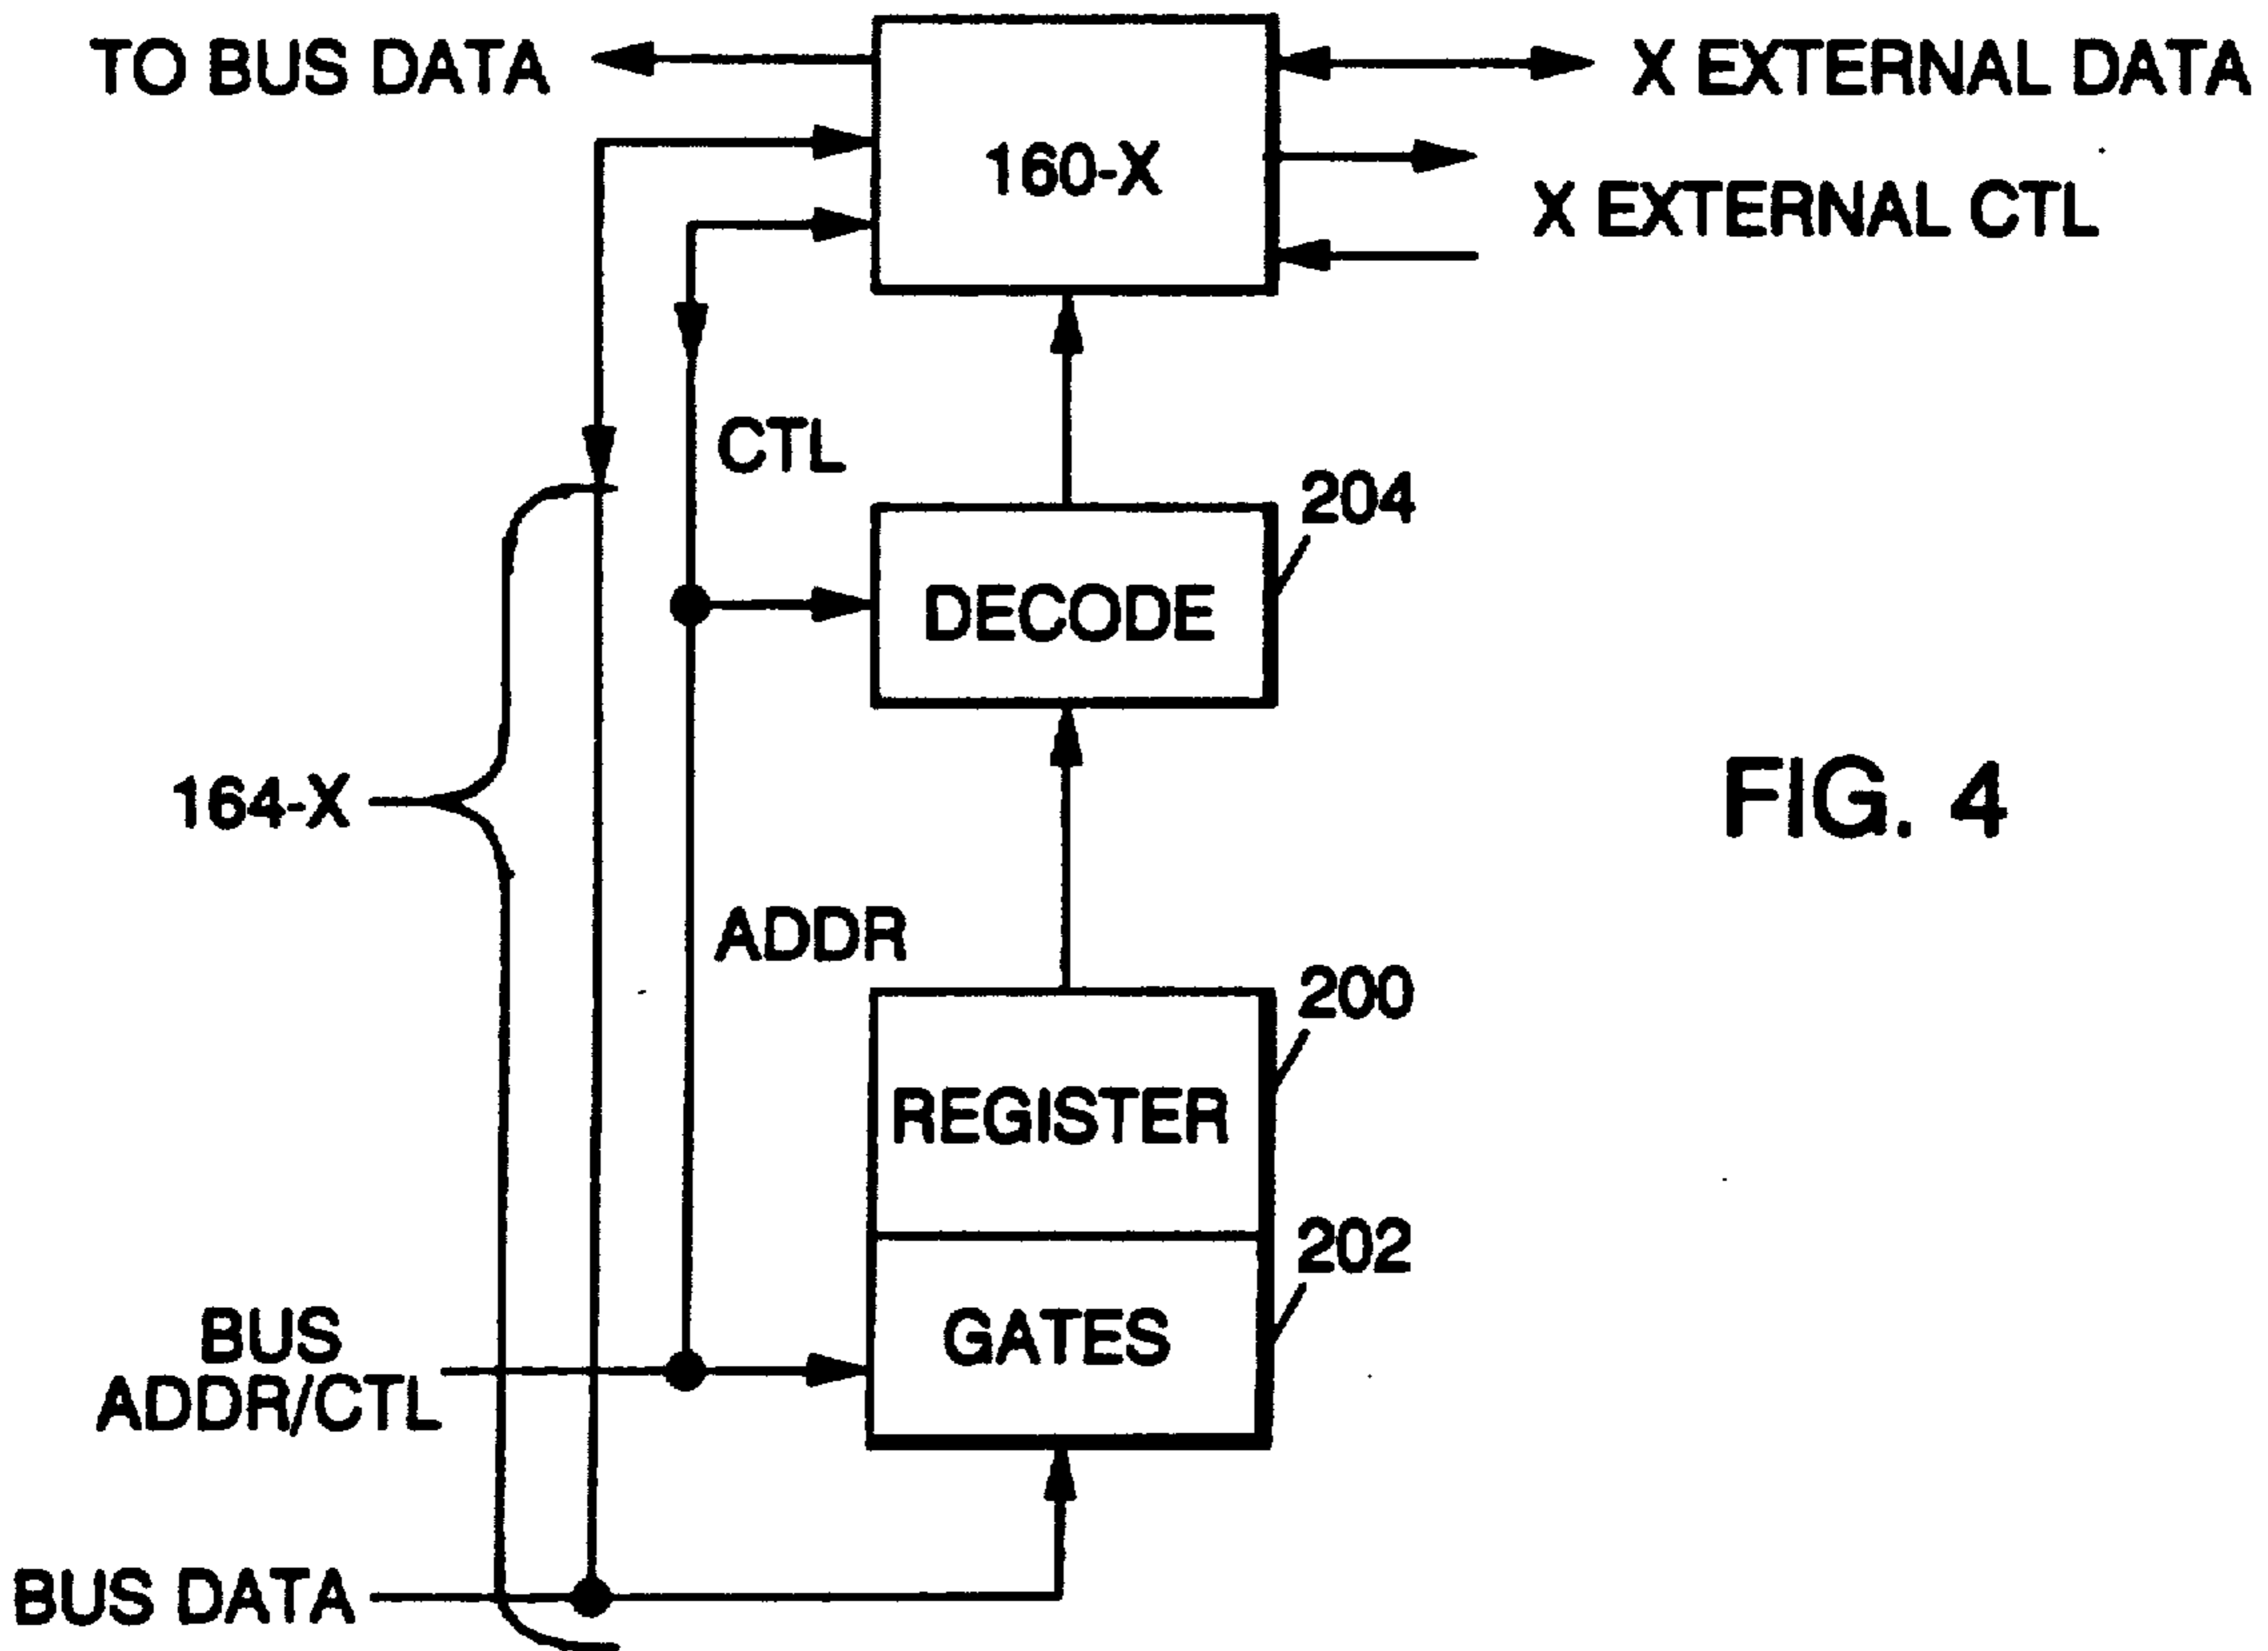 TO BUS DATA
X EXTERNAL DATA
160-X
X EXTERNAL CTL
CTL
204
DECODE
164-X
FIG. 4
ADDR
200
REGISTER
202
GATES
BUS
ADDR/CTL
BUS DATA